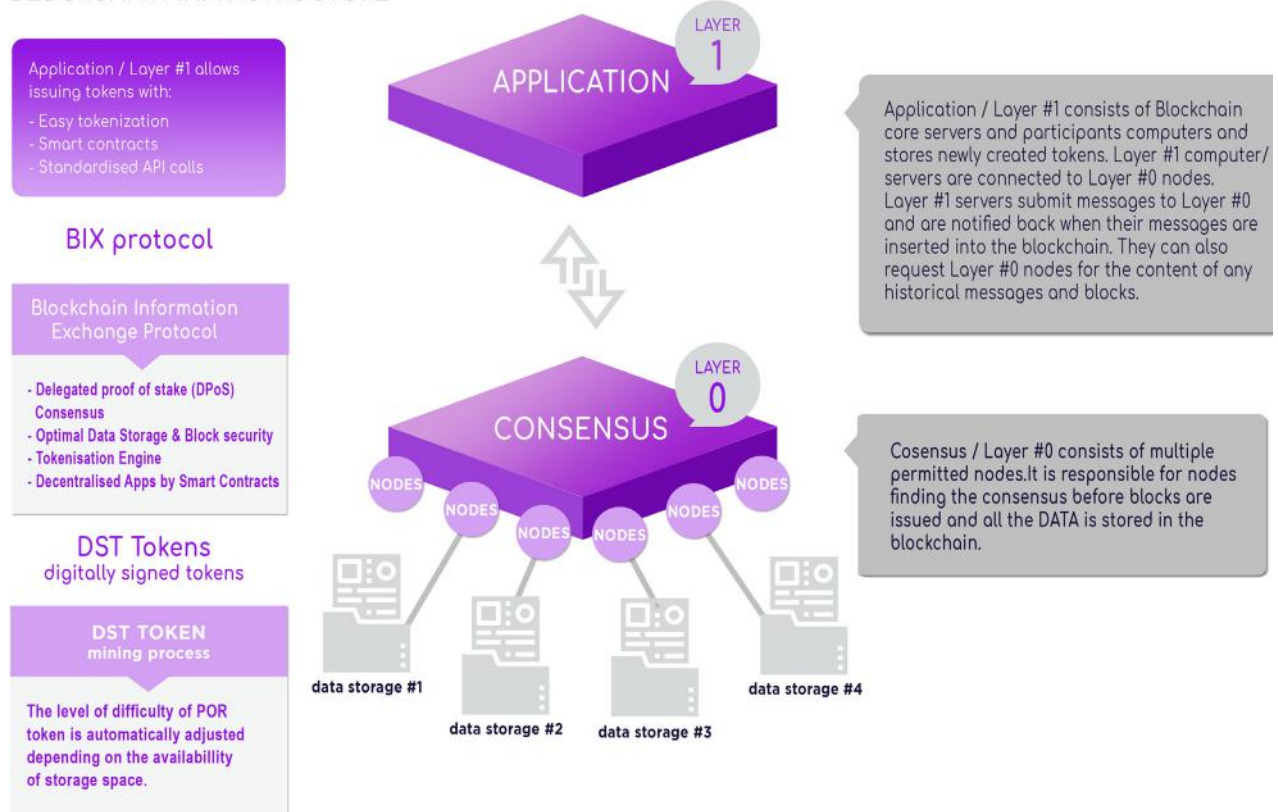 Application / Layer #1 allows
issuing tokens with:
- Easy tokenization
- Smart contracts
- Standardised API calls
BIX protocol
Blockchain Information
Exchange Protocol
- Delegated proof of stake (DPoS)
Consensus
- Optimal Data Storage & Block security
- Tokenisation Engine
- Decentralised Apps by Smart Contracts
DST Tokens
digitally signed tokens
DST TOKEN
mining process
The level of difficulty of POR
token is automatically adjusted
depending on the availabillity
of storage space.
LAYER
1
APPLICATION
LAYER
0
CONSENSUS
NODES
NODES
NODES
NODES
NODES
NODES
data storage #1
data storage #2
data storage #3
data storage #4
Application / Layer #1 consists of Blockchain
core servers and participants computers and
stores newly created tokens. Layer #1 computer/
servers are connected to Layer #0 nodes.
Layer #1 servers submit messages to Layer #0
and are notified back when their messages are
inserted into the blockchain. They can also
request Layer #0 nodes for the content of any
historical messages and blocks.
Cosensus / Layer #0 consists of multiple
permitted nodes.It is responsible for nodes
finding the consensus before blocks are
issued and all the DATA is stored in the
blockchain.